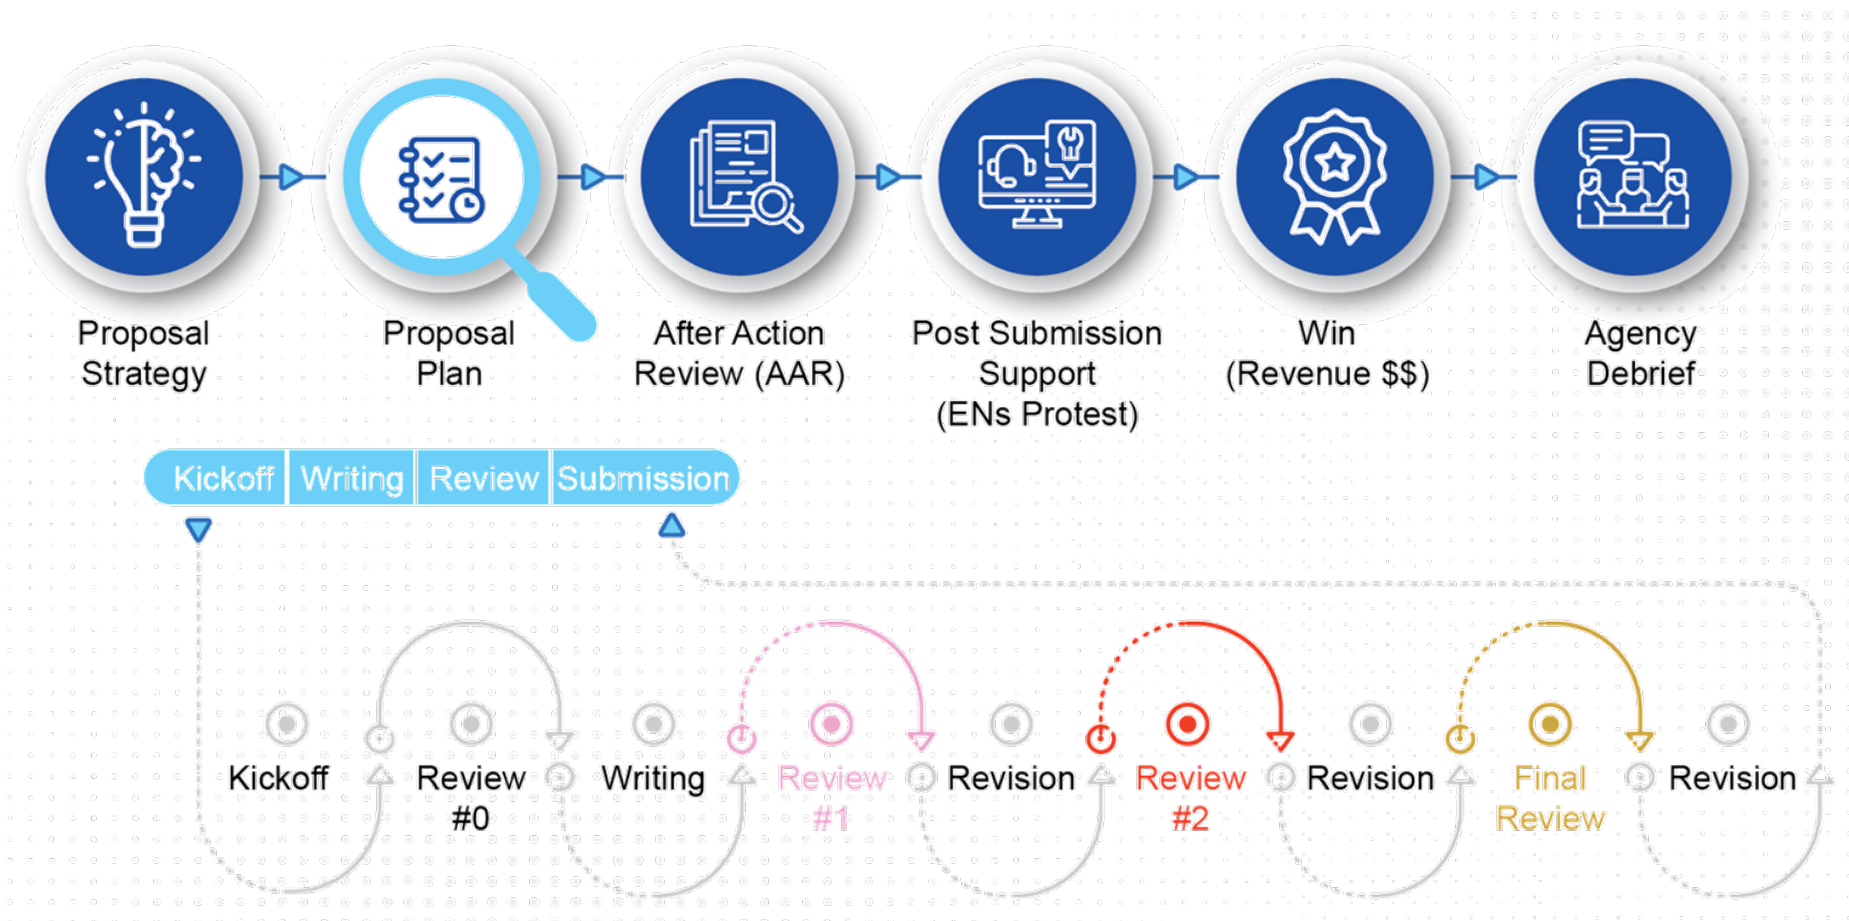 Proposal
Strategy
Proposal
Plan
After Action
Review (AAR)
Post Submission
Support
(ENs Protest)
Win
(Revenue $$)
Agency
Debrief
Kickoff
Writing
Review
Submission
Kickoff
Review
#0
Writing
Review
#1
Revision
Review
#2
Revision
Final
Review
Revision